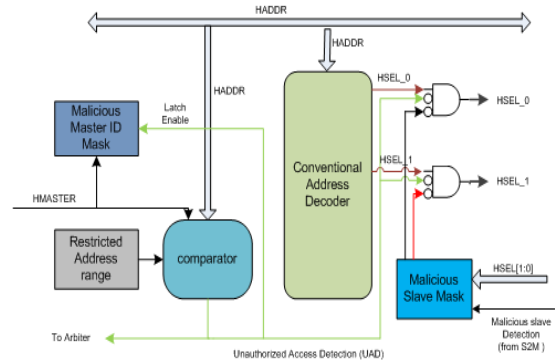 HADDR
HADDR
HADDR
HSEL_0
HSEL_0
Malicious
Master ID
Mask
Latch
Enable
Conventional
Address
Decoder
HSEL_1
HSEL_1
HMASTER
Restricted
Address
range
comparator
Malicious
Slave Mask
HSEL[1:0]
Malicious slave
Detection
(from S2M )
To Arbiter
Unauthorized Access Detection (UAD)